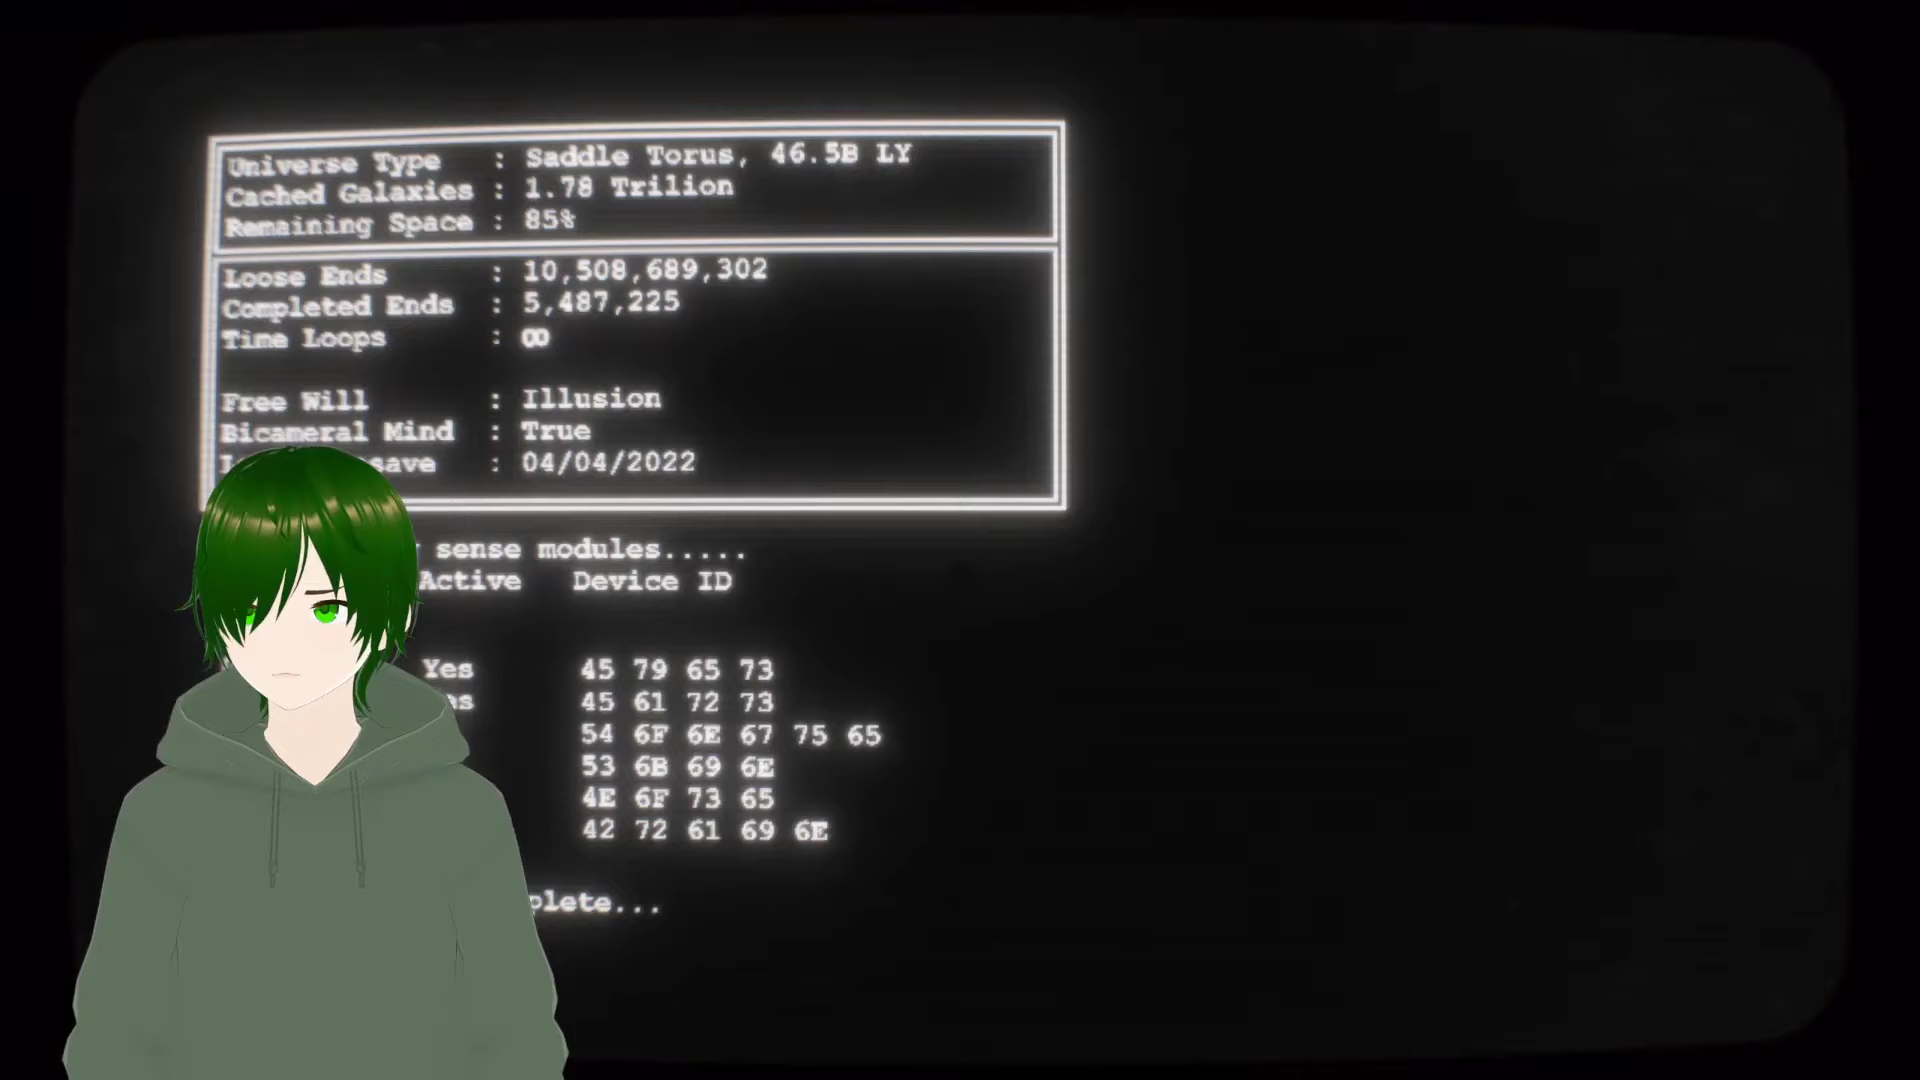 Universe Type : Saddle Torus, 46.5B LY
Cached Galaxies : 1.78 Trilion
Remaining Space : 85%
Loose Ends : 10,508,689,302
Completed Ends : 5,487,225
Time Loops : ∞
Free Will : Illusion
Bicameral Mind : True
save : 04/04/2022
sense modules.....
Active Device ID
Yes 45 79 65 73
45 61 72 73
54 6F 6E 67 75 65
53 6B 69 6E
4E 6F 73 65
42 72 61 69 6E
plete...